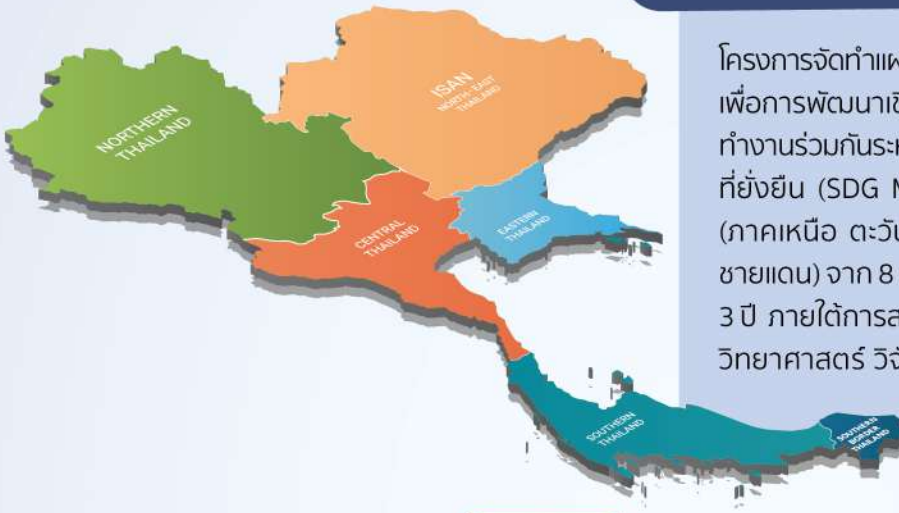 NORTHERN
THAILAND
ISAN
NORTH - EAST
THAILAND
CENTRAL
THAILAND
EASTERN
THAILAND
SOUTHERN
THAILAND
SOUTHERN
BORDER
THAILAND
โครงการจัดทำแผ
เพื่อการพัฒนาเชิ
ทำงานร่วมกันระห
ที่ยั่งยืน (SDG M
(ภาคเหนือ ตะวัน
ชายแดน) จาก 8
3 ปี ภายใต้การส
วิทยาศาสตร์ วิจั